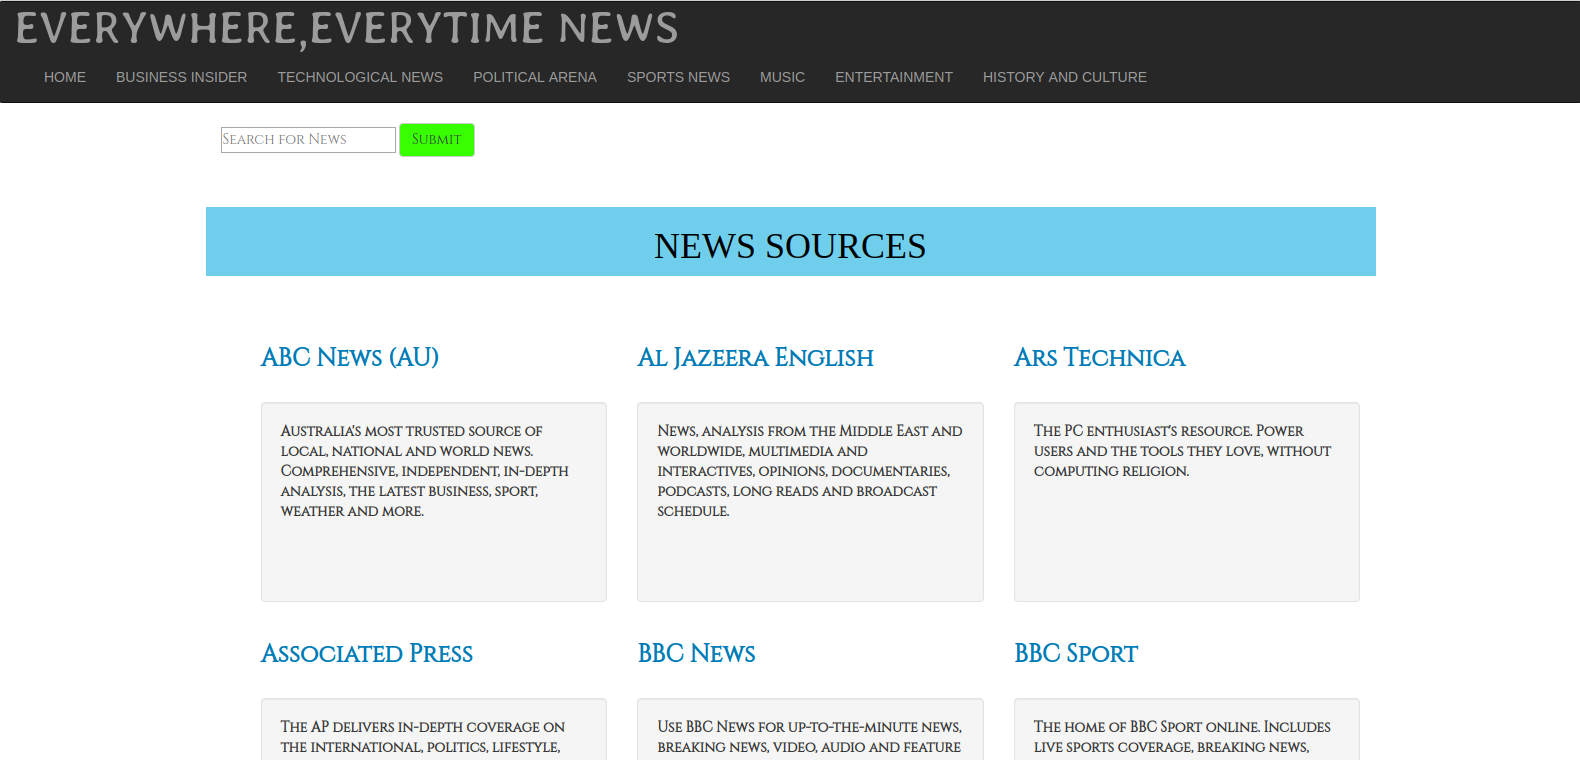 EVERYWHERE,EVERYTIME NEWS
HOME BUSINESS INSIDER TECHNOLOGICAL NEWS POLITICAL ARENA SPORTS NEWS MUSIC ENTERTAINMENT HISTORY AND CULTURE
Search for News Submit
NEWS SOURCES
ABC News (AU)
Australia's most trusted source of
local, national and world news.
Comprehensive, independent, in-depth
analysis, the latest business, sport,
weather and more.
Al Jazeera English
News, analysis from the Middle East and
worldwide, multimedia and
interactives, opinions, documentaries,
podcasts, long reads and broadcast
schedule.
Ars Technica
The PC enthusiast's resource. Power
users and the tools they love, without
computing religion.
Associated Press
The AP delivers in-depth coverage on
the international, politics, lifestyle,
BBC News
Use BBC News for up-to-the-minute news,
breaking news, video, audio and feature
BBC Sport
The home of BBC Sport online. Includes
live sports coverage, breaking news,